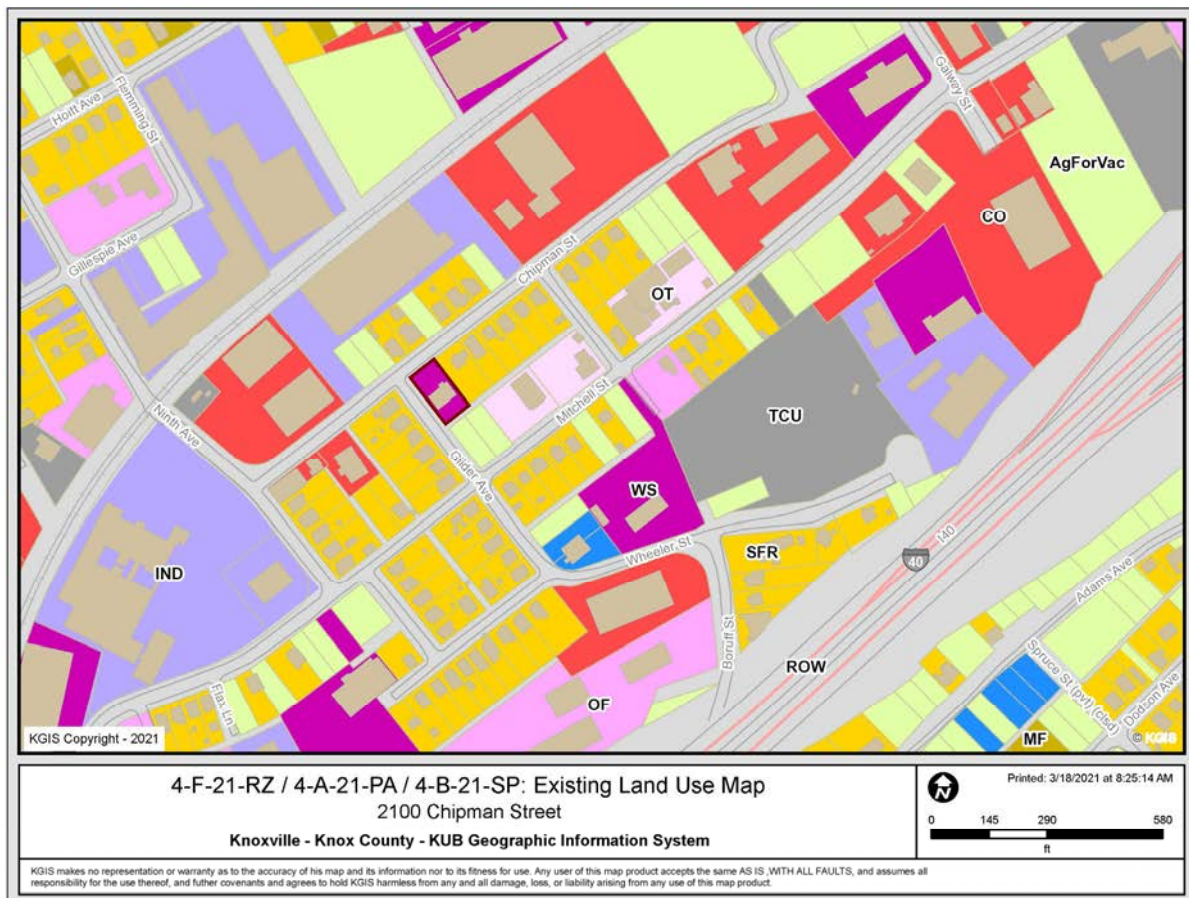 Hoitt Ave
Flemming St
Galway St
AgForVac
Gillespie Ave
Chipman St
CO
OT
Ninth Ave
Mitchell St
TCU
Gilder Ave
WS
Wheeler St
SFR
I40
40
IND
Adams Ave
Boruff St
ROW
Spruce St (pvt) (clsd)
Flax Ln
OF
Dodson Ave
MF
KGIS Copyright - 2021
© KGIS
4-F-21-RZ / 4-A-21-PA / 4-B-21-SP: Existing Land Use Map
2100 Chipman Street
Knoxville - Knox County - KUB Geographic Information System
N
Printed: 3/18/2021 at 8:25:14 AM
0 145 290 580
ft
KGIS makes no representation or warranty as to the accuracy of his map and its information nor to its fitness for use. Any user of this map product accepts the same AS IS ,WITH ALL FAULTS, and assumes all
responsibility for the use thereof, and futher covenants and agrees to hold KGIS harmless from any and all damage, loss, or liability arising from any use of this map product.